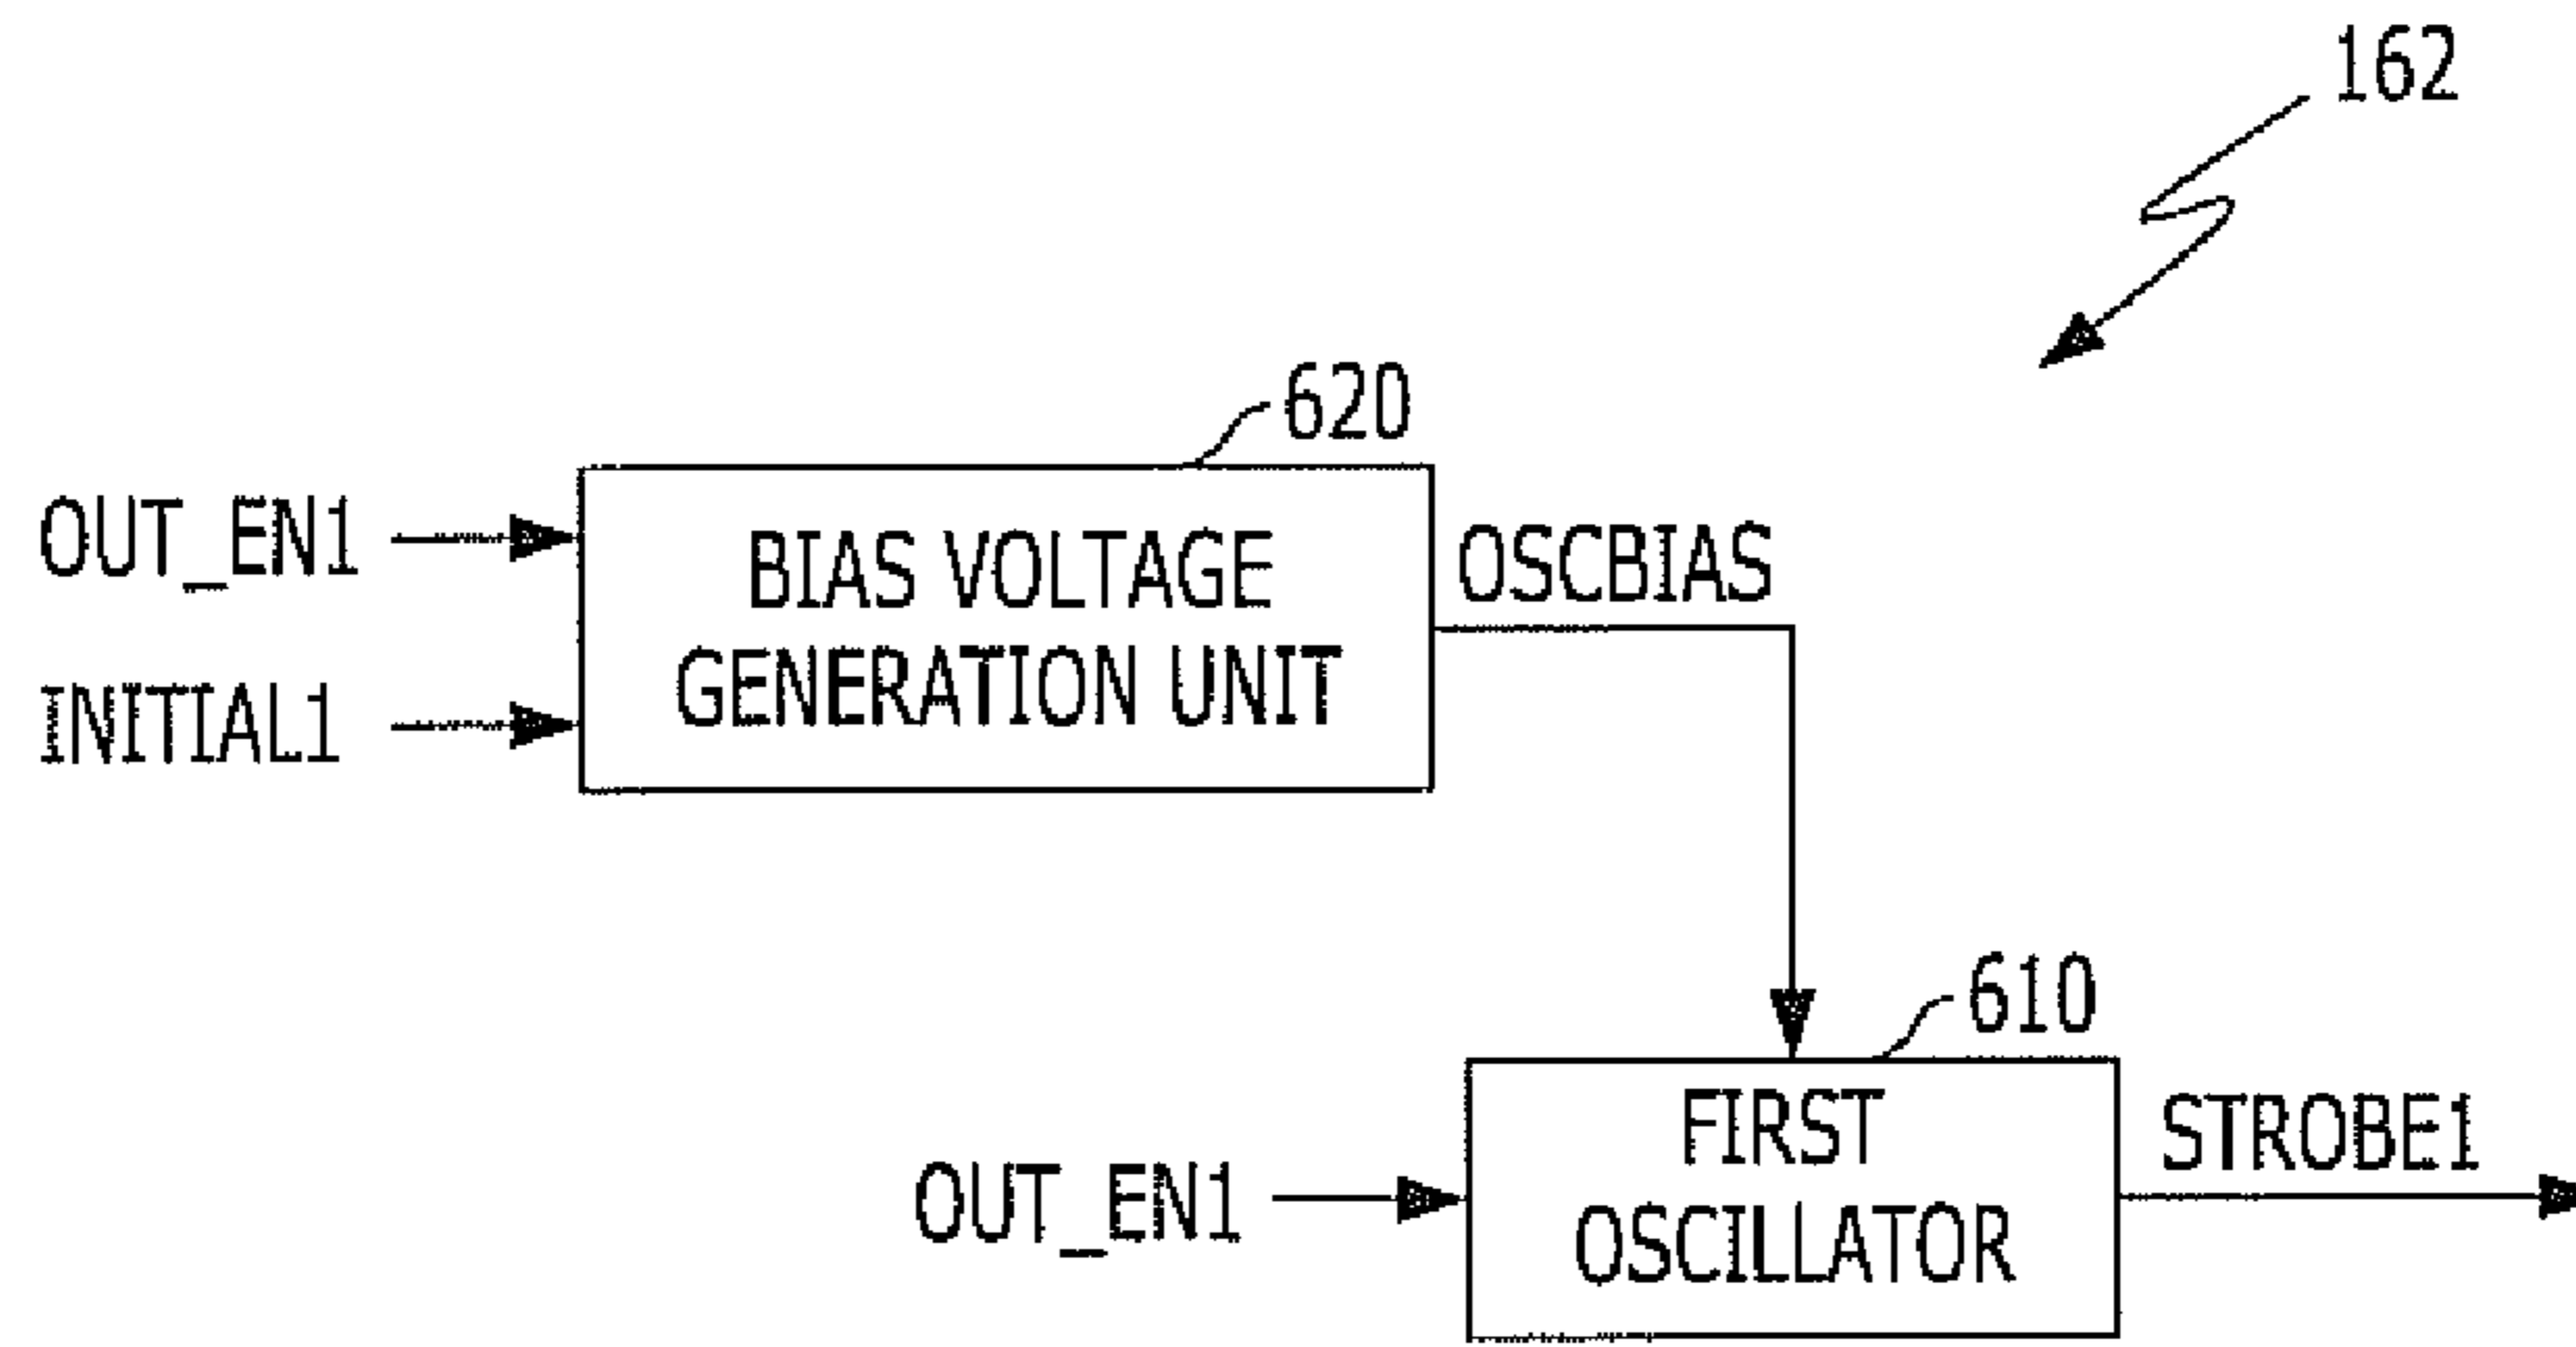 162
620
OUT_EN1
BIAS VOLTAGE
GENERATION UNIT
OSCBIAS
INITIAL1
610
FIRST
OSCILLATOR
STROBE1
OUT_EN1